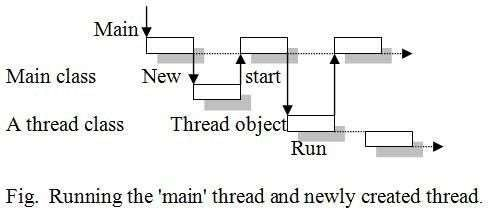 Main
Main class New start
A thread class Thread object
Run
Fig. Running the 'main' thread and newly created thread.